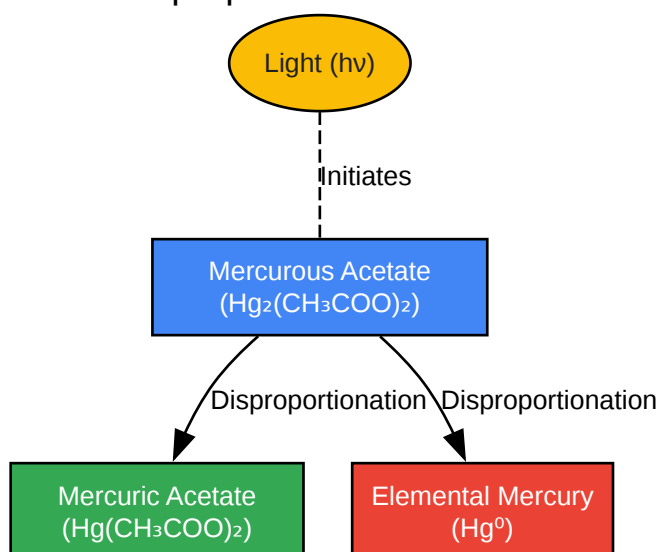 Light (hν)
Initiates
Mercurous Acetate
(Hg₂(CH₃COO)₂)
Disproportionation Disproportionation
Mercuric Acetate
(Hg(CH₃COO)₂)
Elemental Mercury
(Hg⁰)